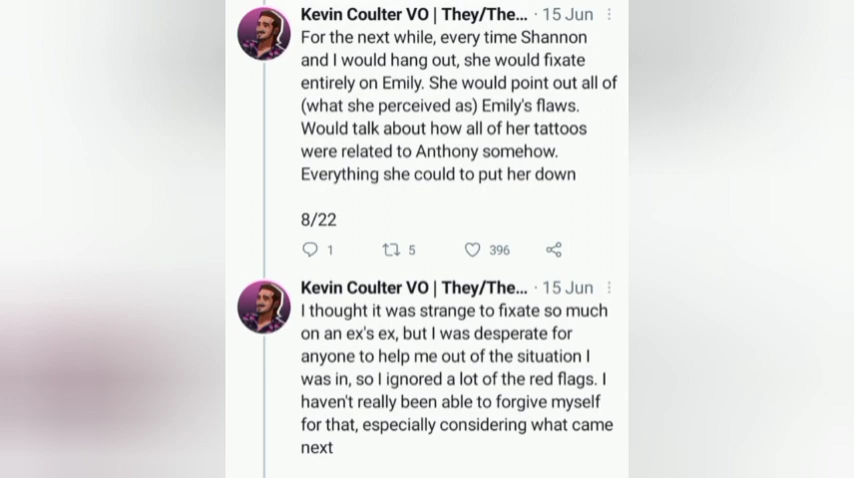 Kevin Coulter VO | They/The... · 15 Jun
For the next while, every time Shannon
and I would hang out, she would fixate
entirely on Emily. She would point out all of
(what she perceived as) Emily's flaws.
Would talk about how all of her tattoos
were related to Anthony somehow.
Everything she could to put her down
8/22
1 5 396
Kevin Coulter VO | They/The... · 15 Jun
I thought it was strange to fixate so much
on an ex's ex, but I was desperate for
anyone to help me out of the situation I
was in, so I ignored a lot of the red flags. I
haven't really been able to forgive myself
for that, especially considering what came
next